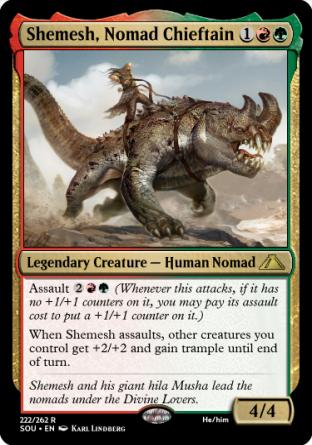 Shemesh, Nomad Chieftain 1
Legendary Creature — Human Nomad
Assault 2 (Whenever this attacks, if it has
no +1/+1 counters on it, you may pay its assault
cost to put a +1/+1 counter on it.)
When Shemesh assaults, other creatures you
control get +2/+2 and gain trample until
end of turn.
Shemesh and his giant hila Musha lead the
nomads under the Divine Lovers.
4/4
222/262 R
He/him
SOU • EN KARL LINDBERG